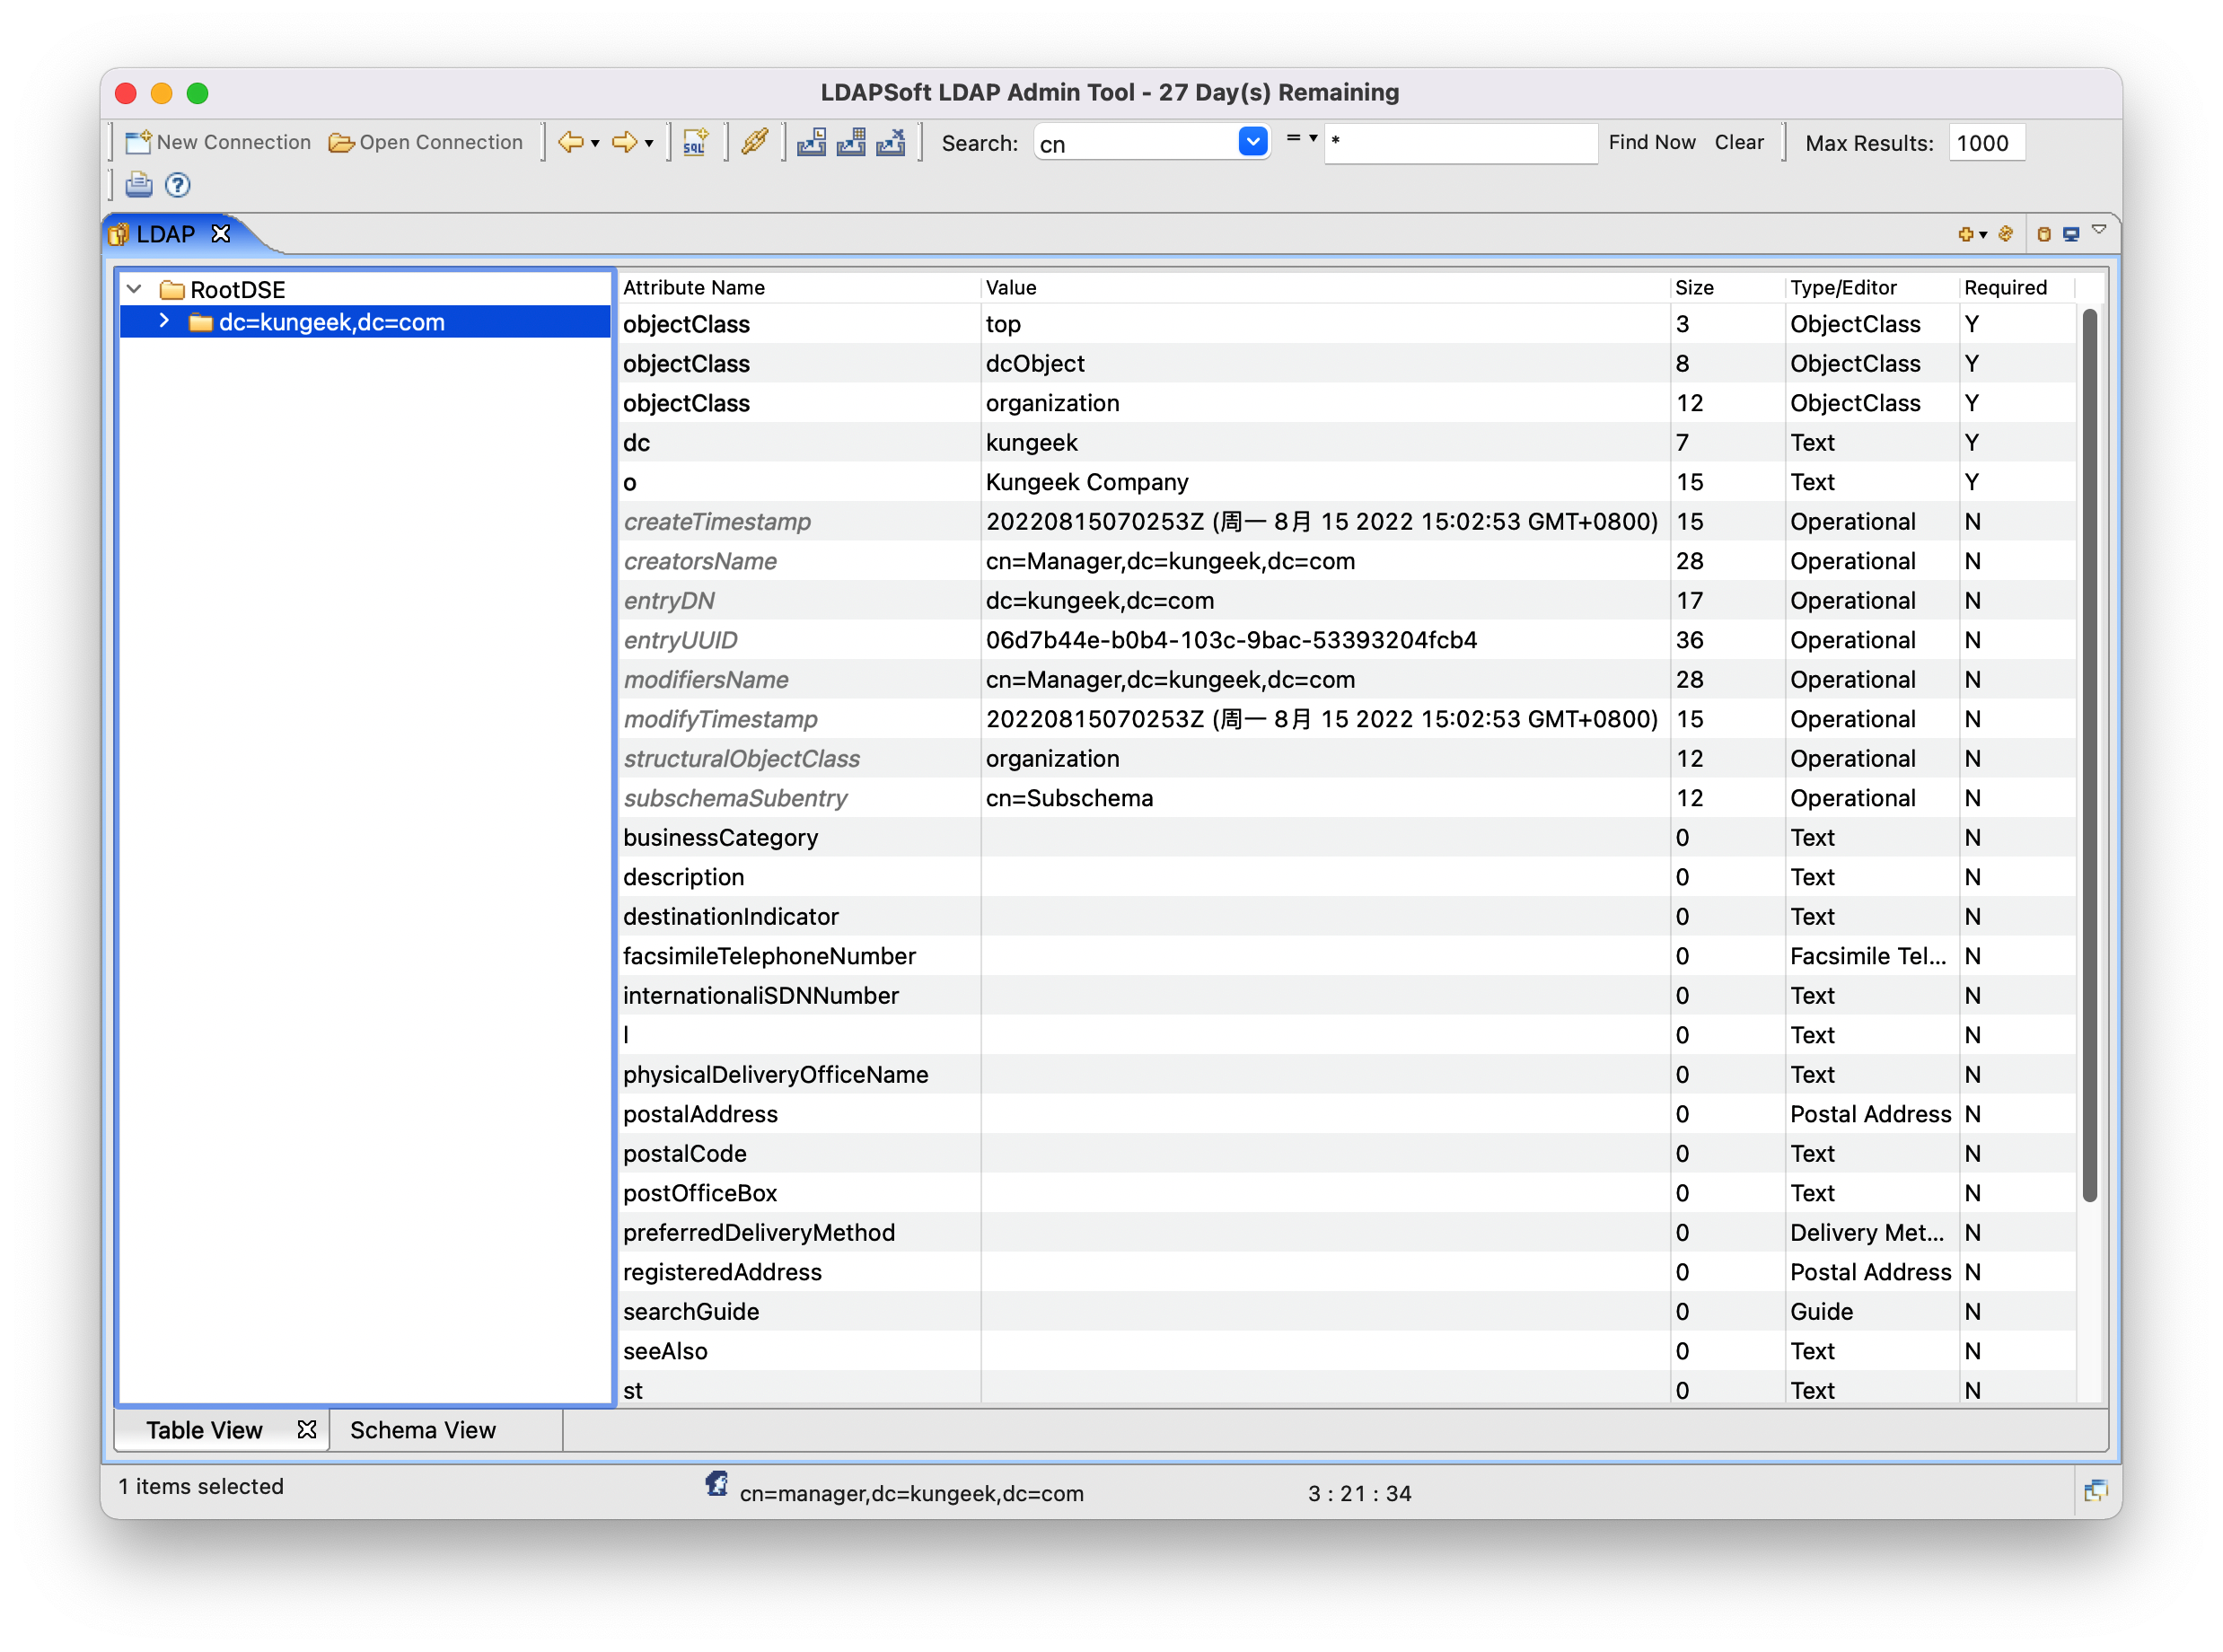 LDAPSoft LDAP Admin Tool - 27 Day(s) Remaining
New Connection Open Connection SQL Search: cn = * Find Now Clear Max Results: 1000
LDAP
RootDSE
dc=kungeek,dc=com
Attribute Name Value Size Type/Editor Required
objectClass top 3 ObjectClass Y
objectClass dcObject 8 ObjectClass Y
objectClass organization 12 ObjectClass Y
dc kungeek 7 Text Y
o Kungeek Company 15 Text Y
createTimestamp 20220815070253Z (周一 8月 15 2022 15:02:53 GMT+0800) 15 Operational N
creatorsName cn=Manager,dc=kungeek,dc=com 28 Operational N
entryDN dc=kungeek,dc=com 17 Operational N
entryUUID 06d7b44e-b0b4-103c-9bac-53393204fcb4 36 Operational N
modifiersName cn=Manager,dc=kungeek,dc=com 28 Operational N
modifyTimestamp 20220815070253Z (周一 8月 15 2022 15:02:53 GMT+0800) 15 Operational N
structuralObjectClass organization 12 Operational N
subschemaSubentry cn=Subschema 12 Operational N
businessCategory 0 Text N
description 0 Text N
destinationIndicator 0 Text N
facsimileTelephoneNumber 0 Facsimile Tel... N
internationaliSDNNumber 0 Text N
l 0 Text N
physicalDeliveryOfficeName 0 Text N
postalAddress 0 Postal Address N
postalCode 0 Text N
postOfficeBox 0 Text N
preferredDeliveryMethod 0 Delivery Met... N
registeredAddress 0 Postal Address N
searchGuide 0 Guide N
seeAlso 0 Text N
st 0 Text N
Table View Schema View
1 items selected cn=manager,dc=kungeek,dc=com 3 : 21 : 34